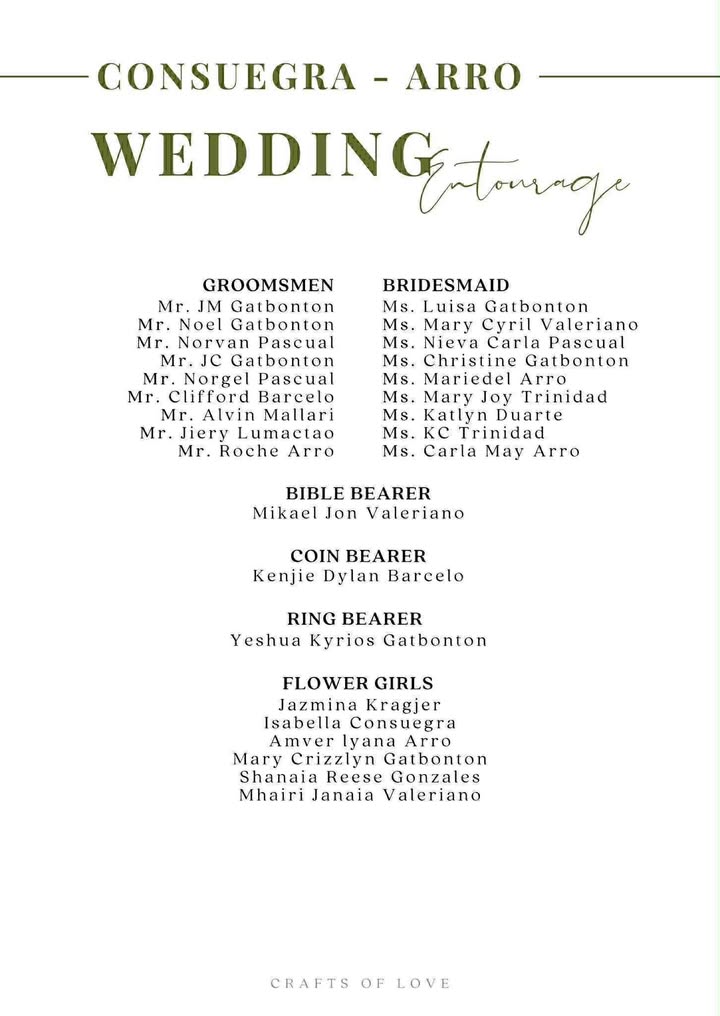 CONSUEGRA - ARRO
WEDDING
Entourage
GROOMSMEN
Mr. JM Gatbonton
Mr. Noel Gatbonton
Mr. Norvan Pascual
Mr. JC Gatbonton
Mr. Norgel Pascual
Mr. Clifford Barcelo
Mr. Alvin Mallari
Mr. Jiery Lumactao
Mr. Roche Arro
BRIDESMAID
Ms. Luisa Gatbonton
Ms. Mary Cyril Valeriano
Ms. Nieva Carla Pascual
Ms. Christine Gatbonton
Ms. Mariedel Arro
Ms. Mary Joy Trinidad
Ms. Katlyn Duarte
Ms. KC Trinidad
Ms. Carla May Arro
BIBLE BEARER
Mikael Jon Valeriano
COIN BEARER
Kenjie Dylan Barcelo
RING BEARER
Yeshua Kyrios Gatbonton
FLOWER GIRLS
Jazmina Kragjer
Isabella Consuegra
Amver lyana Arro
Mary Crizzlyn Gatbonton
Shanaia Reese Gonzales
Mhairi Janaia Valeriano
CRAFTS OF LOVE